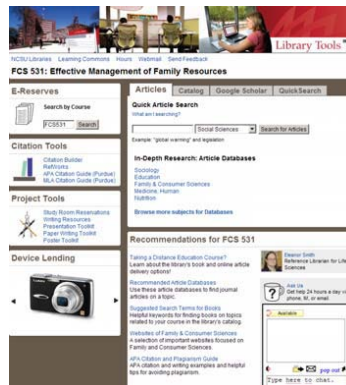 Library Tools
NCSU Libraries Learning Commons Hours Webmail Send Feedback
FCS 531: Effective Management of Family Resources
E-Reserves
Search by Course
FCS531 Search
Citation Tools
Citation Builder
RefWorks
APA Citation Guide (Purdue)
MLA Citation Guide (Purdue)
Project Tools
Study Room Reservations
Writing Resources
Presentation Toolkit
Paper Writing Toolkit
Poster Toolkit
Device Lending
Articles Catalog Google Scholar QuickSearch
Quick Article Search
What am I searching?
Social Sciences Search for Articles
Example: "global warming" and legislation
In-Depth Research: Article Databases
Sociology
Education
Family & Consumer Sciences
Medicine, Human
Nutrition
Browse more subjects for Databases
Recommendations for FCS 531
Taking a Distance Education Course?
Learn about the library's book and online article
delivery options!
Recommended Article Databases
Use these article databases to find journal
articles on a topic.
Suggested Search Terms for Books
Helpful keywords for finding books on topics
related to your course in the library's catalog.
Websites of Family & Consumer Sciences
A selection of important websites focused on
Family and Consumer Sciences.
APA Citation and Plagiarism Guide
APA citation and writing examples and helpful
tips for avoiding plagiarism.
Eleanor Smith
Reference Librarian for Life
Sciences
Ask Us
Get help 24 hours a day v
phone, IM, or email.
Available
pop out
Type here to chat.